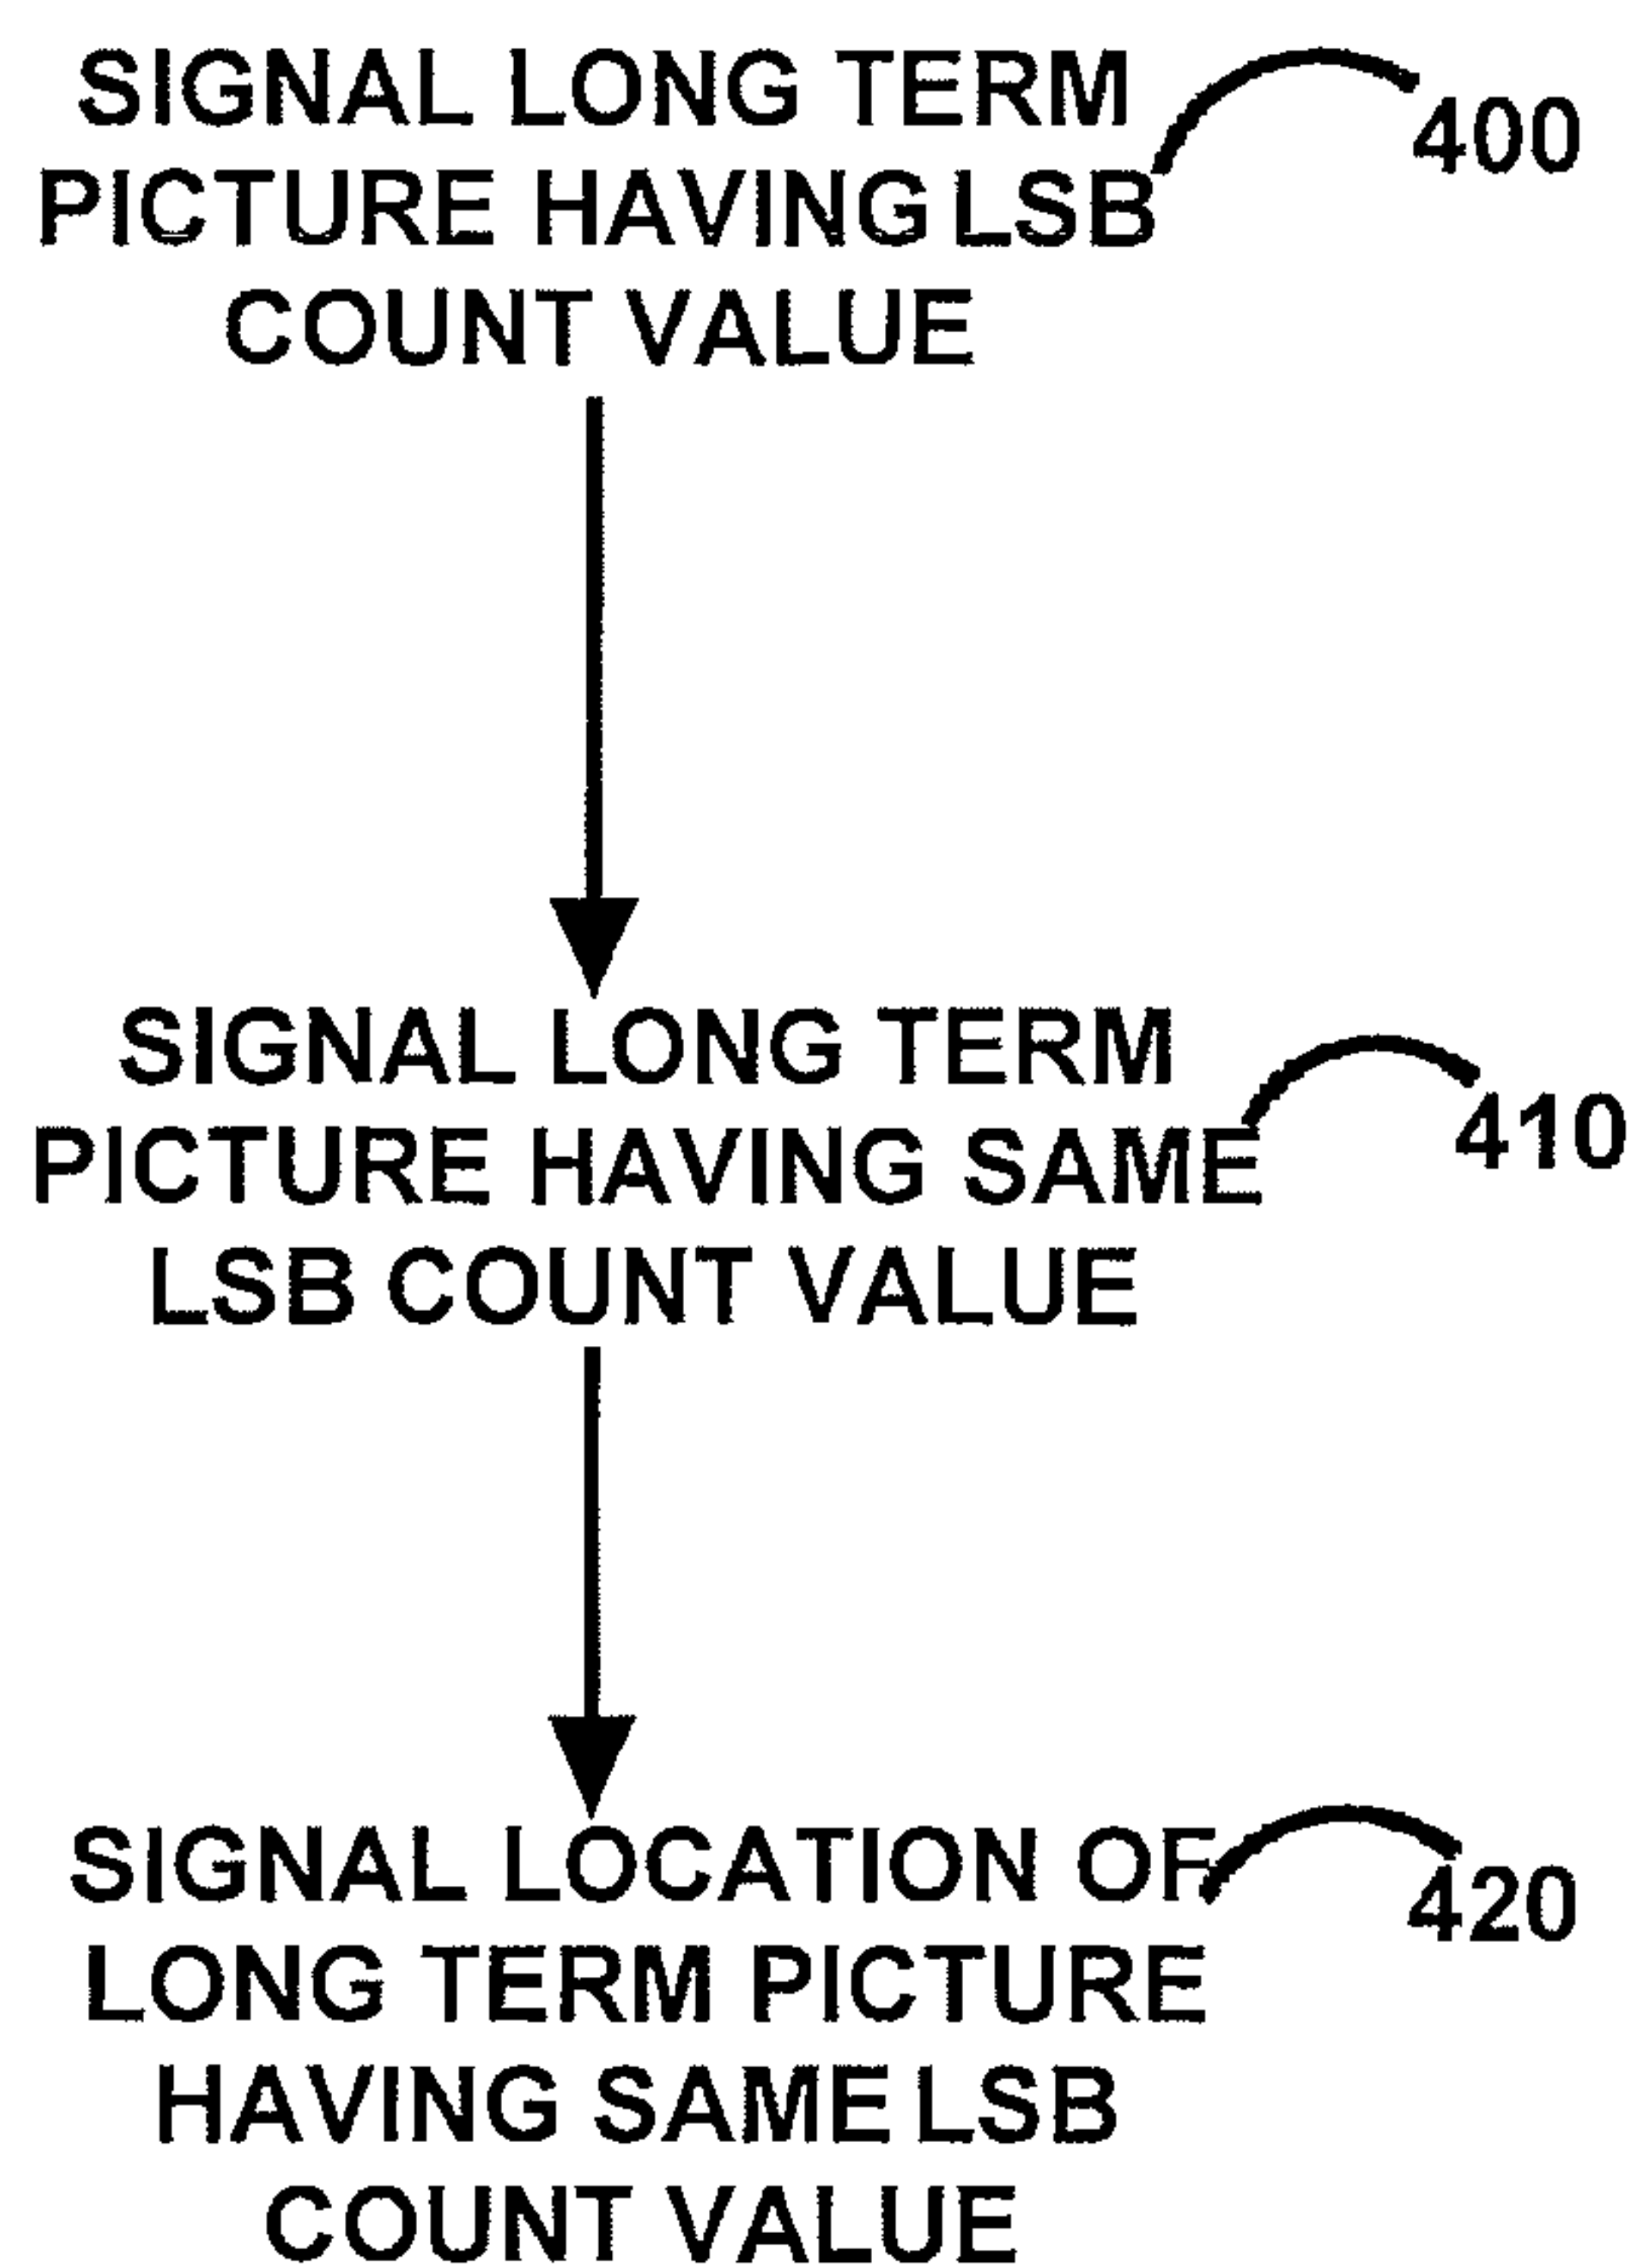 SIGNAL LONG TERM
PICTURE HAVING LSB
COUNT VALUE
400
SIGNAL LONG TERM
PICTURE HAVING SAME
LSB COUNT VALUE
410
SIGNAL LOCATION OF
LONG TERM PICTURE
HAVING SAME LSB
COUNT VALUE
420